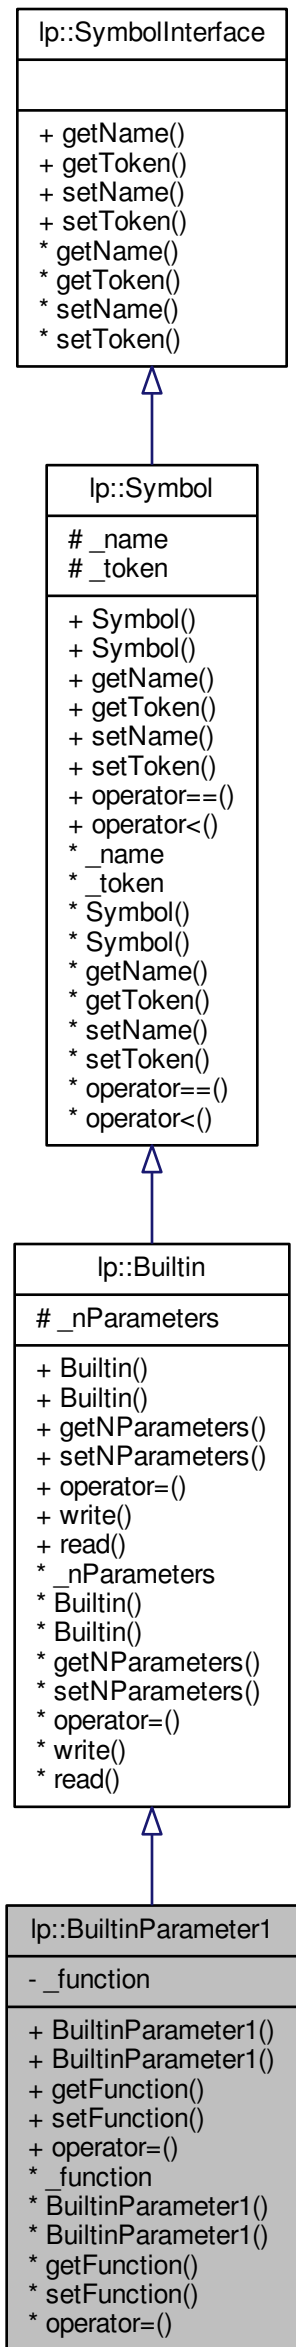 lp::SymbolInterface
+ getName()
+ getToken()
+ setName()
+ setToken()
* getName()
* getToken()
* setName()
* setToken()
lp::Symbol
# _name
# _token
+ Symbol()
+ Symbol()
+ getName()
+ getToken()
+ setName()
+ setToken()
+ operator==()
+ operator<()
* _name
* _token
* Symbol()
* Symbol()
* getName()
* getToken()
* setName()
* setToken()
* operator==()
* operator<()
lp::Builtin
# _nParameters
+ Builtin()
+ Builtin()
+ getNParameters()
+ setNParameters()
+ operator=()
+ write()
+ read()
* _nParameters
* Builtin()
* Builtin()
* getNParameters()
* setNParameters()
* operator=()
* write()
* read()
lp::BuiltinParameter1
- _function
+ BuiltinParameter1()
+ BuiltinParameter1()
+ getFunction()
+ setFunction()
+ operator=()
* _function
* BuiltinParameter1()
* BuiltinParameter1()
* getFunction()
* setFunction()
* operator=()